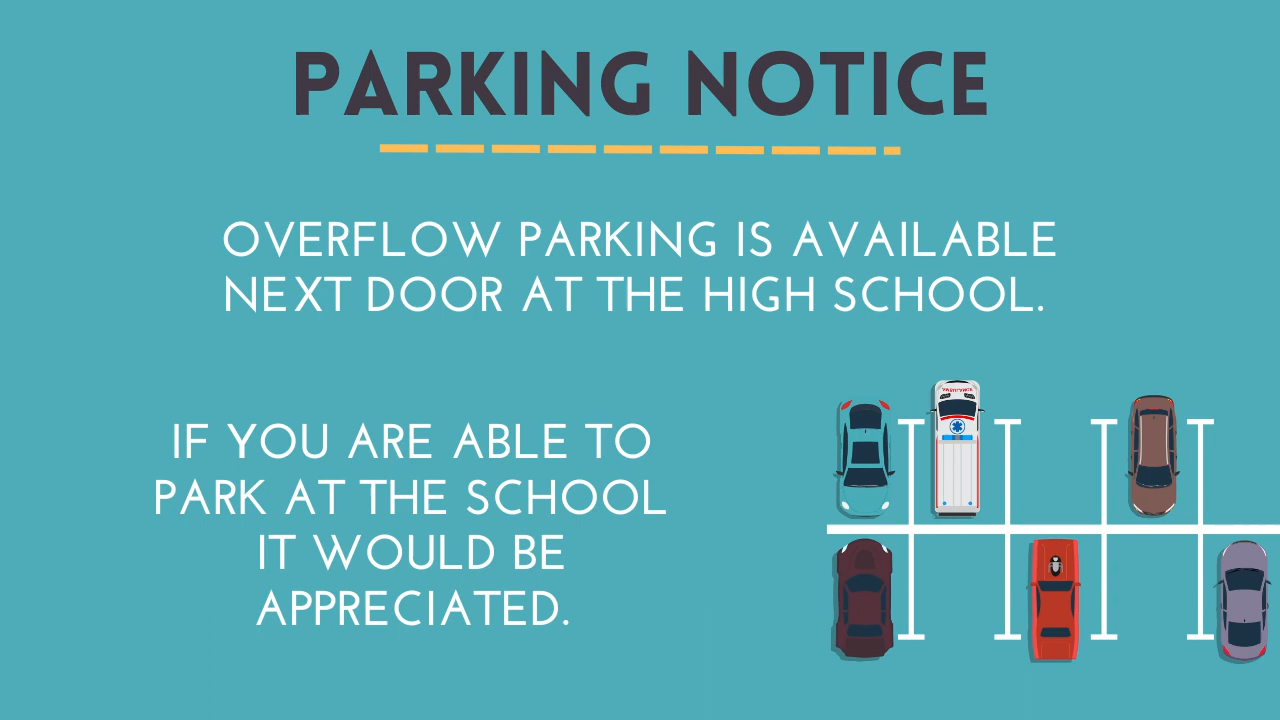 PARKING NOTICE
OVERFLOW PARKING IS AVAILABLE
NEXT DOOR AT THE HIGH SCHOOL.
IF YOU ARE ABLE TO
PARK AT THE SCHOOL
IT WOULD BE
APPRECIATED.